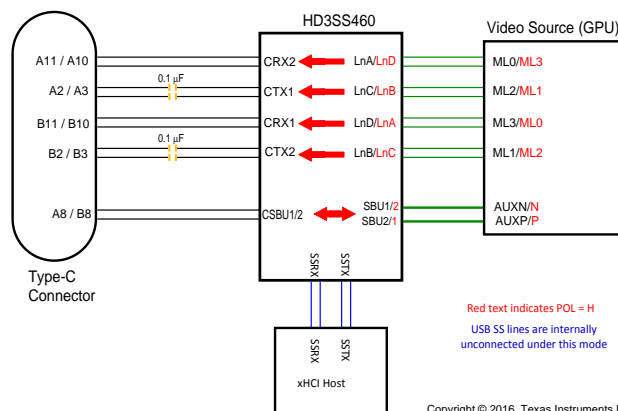 HD3SS460
Video Source (GPU)
A11 / A10
CRX2
LnA/LnD
ML0/ML3
0.1 µF
A2 / A3
CTX1
LnC/LnB
ML2/ML1
B11 / B10
CRX1
LnD/LnA
ML3/ML0
0.1 µF
B2 / B3
CTX2
LnB/LnC
ML1/ML2
A8 / B8
CSBU1/2
SBU1/2
SBU2/1
AUXN/N
AUXP/P
Type-C
Connector
SSRX
SSTX
SSRX
SSTX
xHCI Host
Red text indicates POL = H
USB SS lines are internally
unconnected under this mode
Copyright © 2016, Texas Instruments